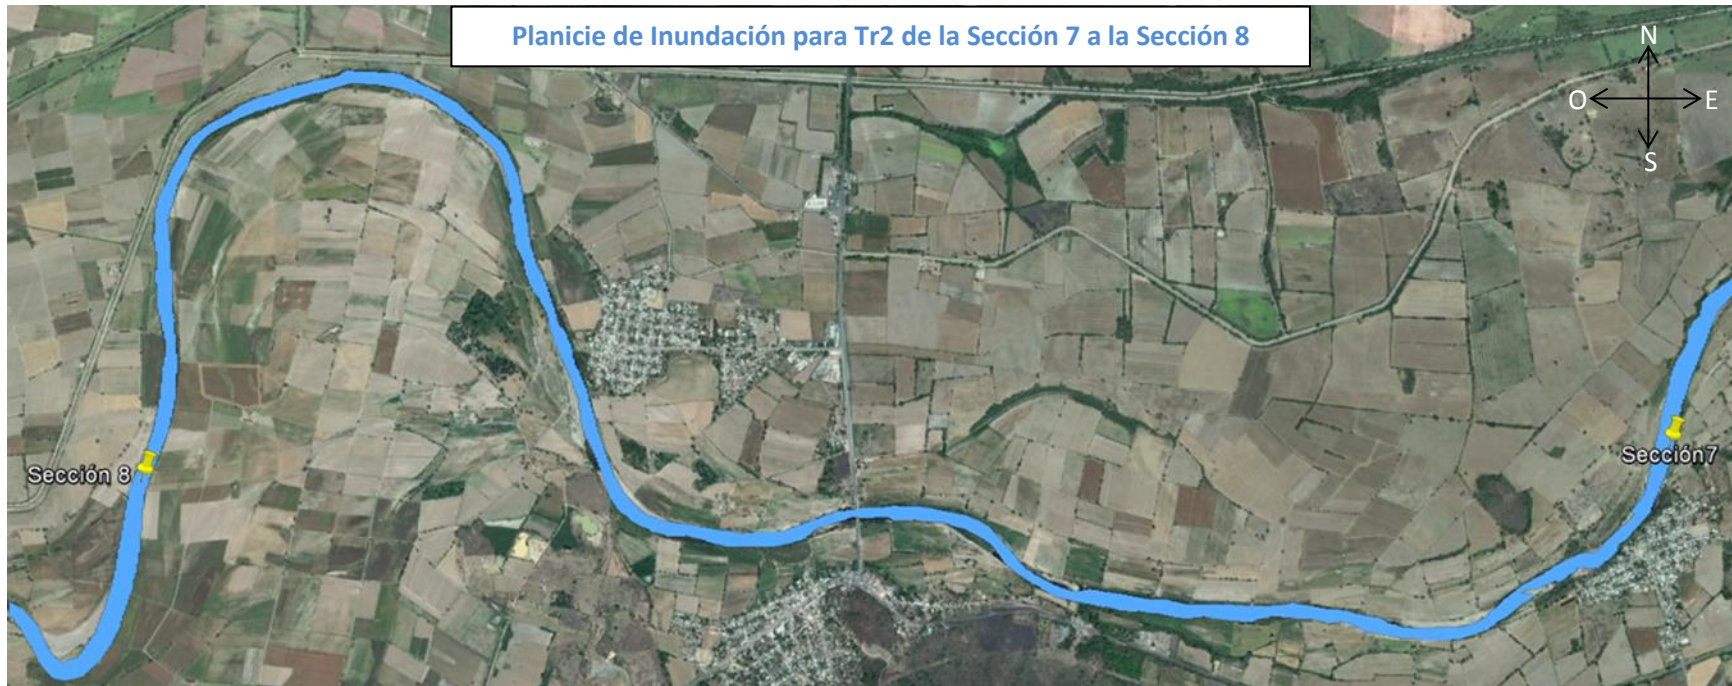 Planicie de Inundación para Tr2 de la Sección 7 a la Sección 8
N
O E
S
Sección7
Sección 8